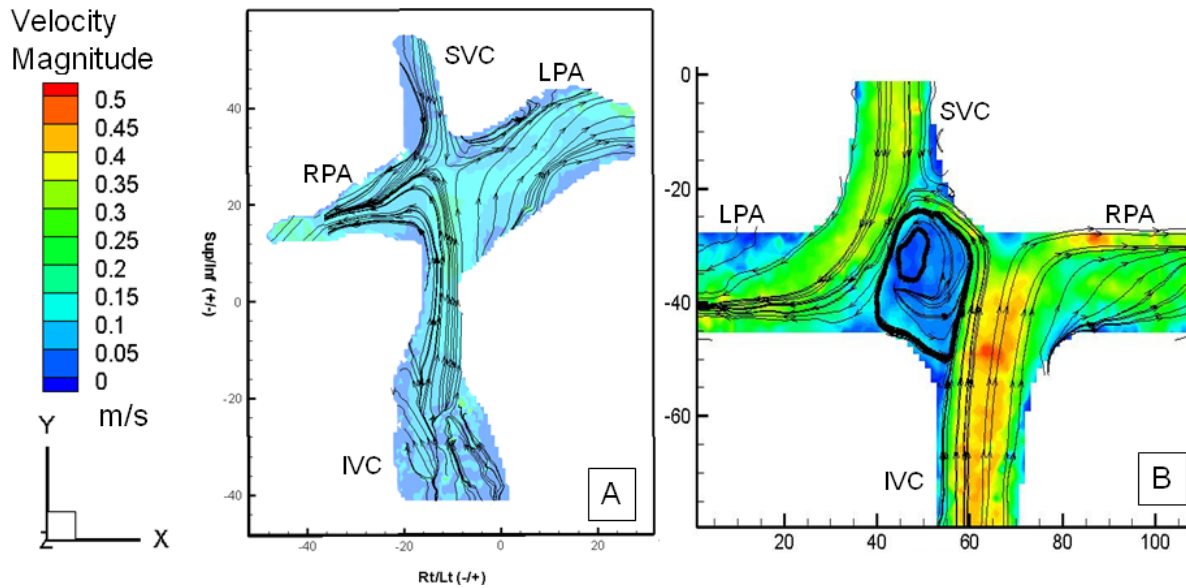 Velocity
Magnitude
0.5
0.45
0.4
0.35
0.3
0.25
0.2
0.15
0.1
0.05
0
m/s
Y
Z
X
SVC
LPA
RPA
IVC
40
20
0
-20
-40
Sup/Inf (-/+)
-40
-20
0
20
Rt/Lt (-/+)
A
0
-20
-40
-60
SVC
LPA
RPA
IVC
20
40
60
80
100
B